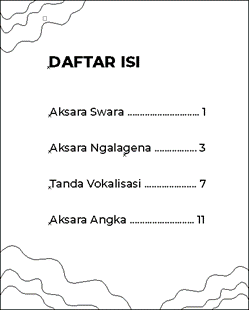 DAFTAR ISI
Aksara Swara ............................ 1
Aksara Ngalagena ................. 3
Tanda Vokalisasi ..................... 7
Aksara Angka .......................... 11